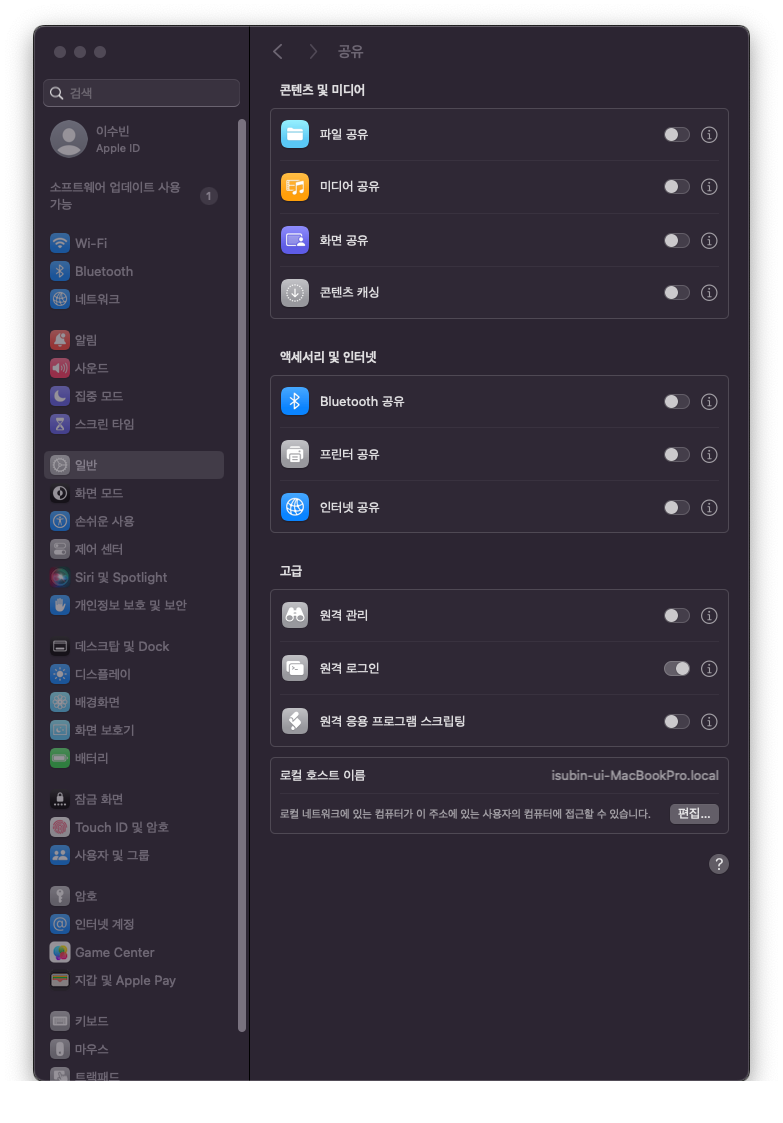 공유
검색
이수빈
Apple ID
소프트웨어 업데이트 사용
가능
1
Wi-Fi
Bluetooth
네트워크
알림
사운드
집중 모드
스크린 타임
일반
화면 모드
손쉬운 사용
제어 센터
Siri 및 Spotlight
개인정보 보호 및 보안
데스크탑 및 Dock
디스플레이
배경화면
화면 보호기
배터리
잠금 화면
Touch ID 및 암호
사용자 및 그룹
암호
인터넷 계정
Game Center
지갑 및 Apple Pay
키보드
마우스
트랙패드
콘텐츠 및 미디어
파일 공유
미디어 공유
화면 공유
콘텐츠 캐싱
액세서리 및 인터넷
Bluetooth 공유
프린터 공유
인터넷 공유
고급
원격 관리
원격 로그인
원격 응용 프로그램 스크립팅
로컬 호스트 이름
isubin-ui-MacBookPro.local
로컬 네트워크에 있는 컴퓨터가 이 주소에 있는 사용자의 컴퓨터에 접근할 수 있습니다.
편집...
?